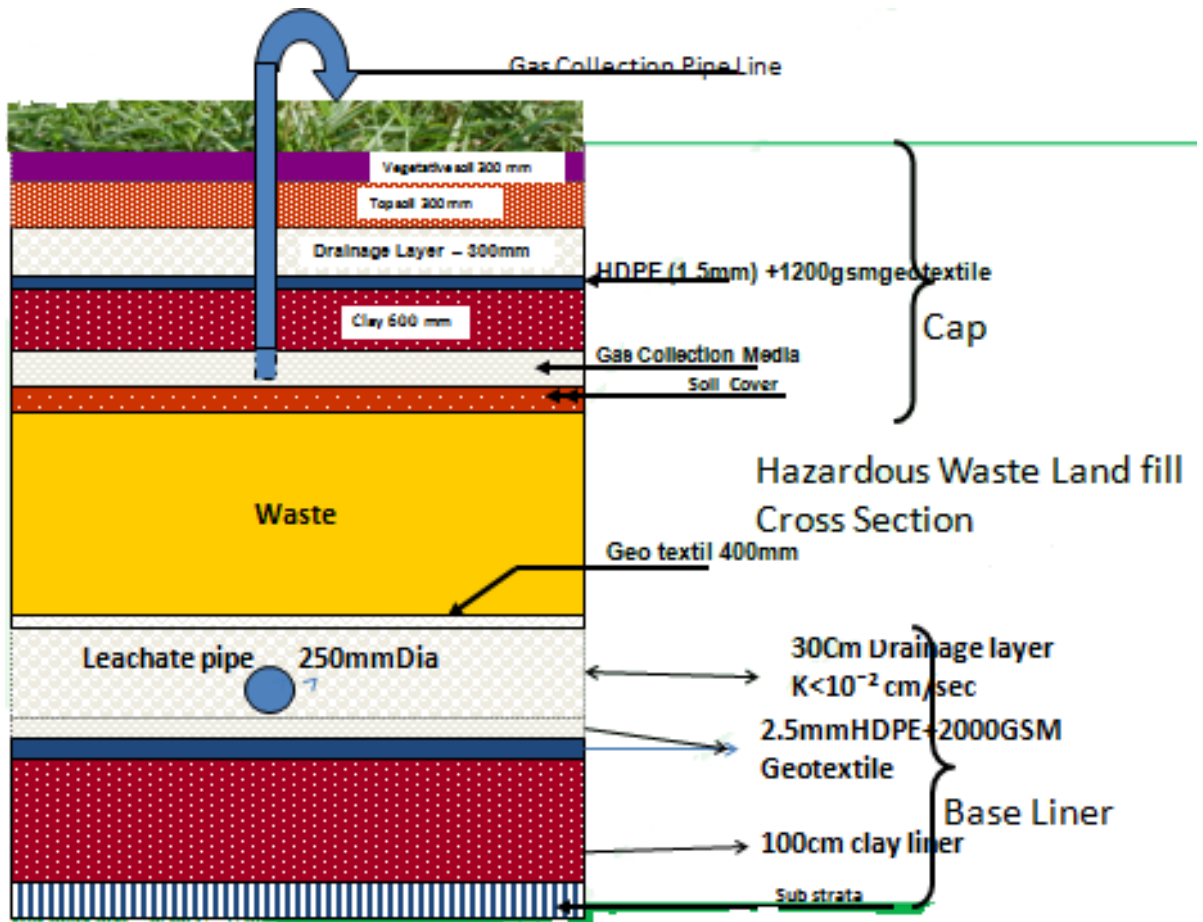 Gas Collection Pipe Line
Vegetative soil 300 mm
Topsoil 300 mm
Drainage Layer – 300mm
HDPE (1.5mm) +1200gsmgeotextile
Clay 600 mm
Cap
Gas Collection Media
Soil Cover
Hazardous Waste Land fill
Cross Section
Waste
Geo textil 400mm
Leachate pipe 250mmDia
30Cm Drainage layer
K<10⁻² cm/sec
2.5mmHDPE+2000GSM
Geotextile
Base Liner
100cm clay liner
Sub strata